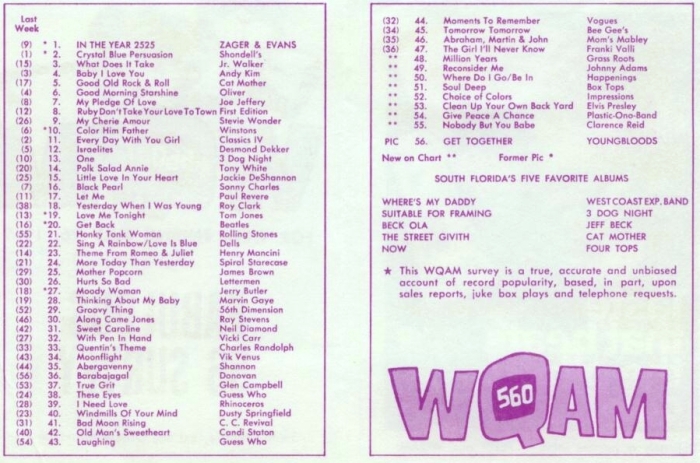 Last
Week
(9) * 1. IN THE YEAR 2525 ZAGER & EVANS
(1) * 2. Crystal Blue Persuasion Shondell's
(15) 3. What Does It Take Jr. Walker
(3) 4. Baby I Love You Andy Kim
(17) 5. Good Old Rock & Roll Cat Mother
(4) 6. Good Morning Starshine Oliver
(8) 7. My Pledge Of Love Joe Jeffery
(12) 8. Ruby Don't Take Your Love To Town First Edition
(26) 9. My Cherie Amour Stevie Wonder
(6) *10. Color Him Father Winstons
(2) 11. Every Day With You Girl Classics IV
(5) 12. Israelites Desmond Dekker
(10) 13. One 3 Dog Night
(20) 14. Polk Salad Annie Tony White
(25) 15. Little Love In Your Heart Jackie DeShannon
(7) 16. Black Pearl Sonny Charles
(11) 17. Let Me Paul Revere
(38) 18. Yesterday When I Was Young Roy Clark
(13) *19. Love Me Tonight Tom Jones
(16) *20. Get Back Beatles
(55) 21. Honky Tonk Woman Rolling Stones
(22) 22. Sing A Rainbow/Love Is Blue Dells
(14) 23. Theme From Romeo & Juliet Henry Mancini
(21) 24. More Today Than Yesterday Spiral Starecase
(29) 25. Mother Popcorn James Brown
(30) 26. Hurts So Bad Lettermen
(18) *27. Moody Woman Jerry Butler
(19) 28. Thinking About My Baby Marvin Gaye
(52) 29. Groovy Thing 56th Dimension
(46) 30. Along Came Jones Ray Stevens
(42) 31. Sweet Caroline Neil Diamond
(27) 32. With Pen In Hand Vicki Carr
(33) 33. Quentin's Theme Charles Randolph
(43) 34. Moonflight Vik Venus
(44) 35. Abergavenny Shannon
(56) 36. Barabajagal Donovan
(53) 37. True Grit Glen Campbell
(24) 38. These Eyes Guess Who
(28) 39. I Need Love Rhinoceros
(23) 40. Windmills Of Your Mind Dusty Springfield
(31) 41. Bad Moon Rising C. C. Revival
(40) 42. Old Man's Sweetheart Candi Staton
(54) 43. Laughing Guess Who
(32) 44. Moments To Remember Vogues
(34) 45. Tomorrow Tomorrow Bee Gee's
(35) 46. Abraham, Martin & John Mom's Mabley
(36) 47. The Girl I'll Never Know Franki Valli
** 48. Million Years Grass Roots
** 49. Reconsider Me Johnny Adams
** 50. Where Do I Go/Be In Happenings
** 51. Soul Deep Box Tops
** 52. Choice of Colors Impressions
** 53. Clean Up Your Own Back Yard Elvis Presley
** 54. Give Peace A Chance Plastic-Ono-Band
** 55. Nobody But You Babe Clarence Reid
PIC 56. GET TOGETHER YOUNGBLOODS
New on Chart ** Former Pic *
SOUTH FLORIDA'S FIVE FAVORITE ALBUMS
WHERE'S MY DADDY WEST COAST EXP. BAND
SUITABLE FOR FRAMING 3 DOG NIGHT
BECK OLA JEFF BECK
THE STREET GIVITH CAT MOTHER
NOW FOUR TOPS
★ This WQAM survey is a true, accurate and unbiased
account of record popularity, based, in part, upon
sales reports, juke box plays and telephone requests.
WQAM
560